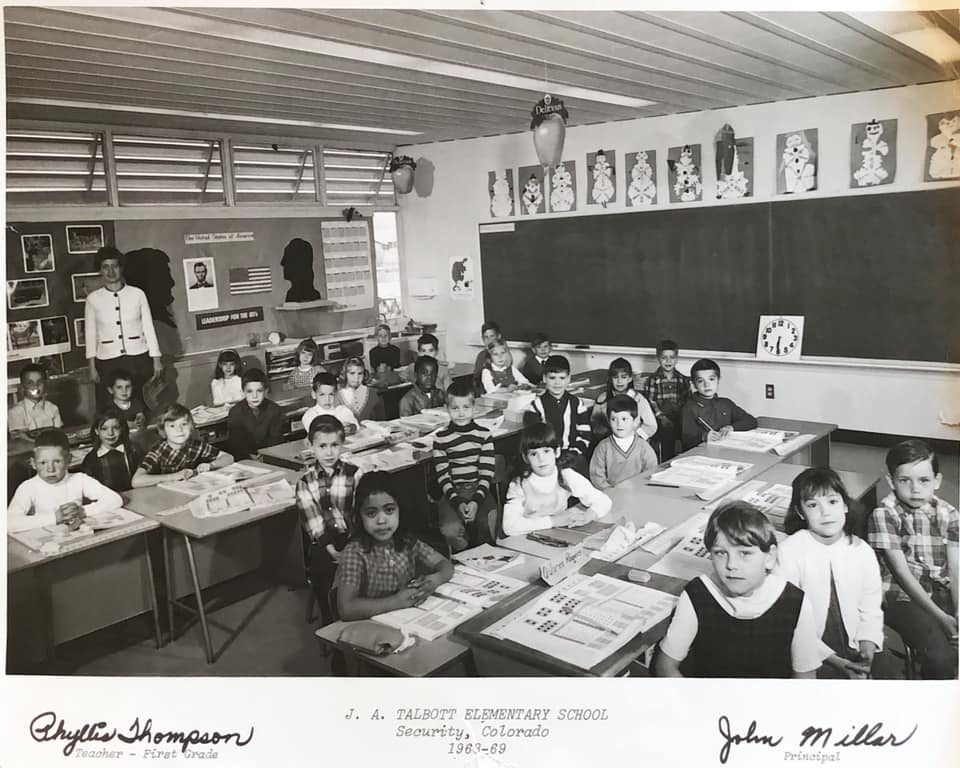 The United States of America
LEADERSHIP FOR THE 60's
J. A. TALBOTT ELEMENTARY SCHOOL
Security, Colorado
1963-69
Phyllis Thompson
Teacher - First Grade
John Millar
Principal